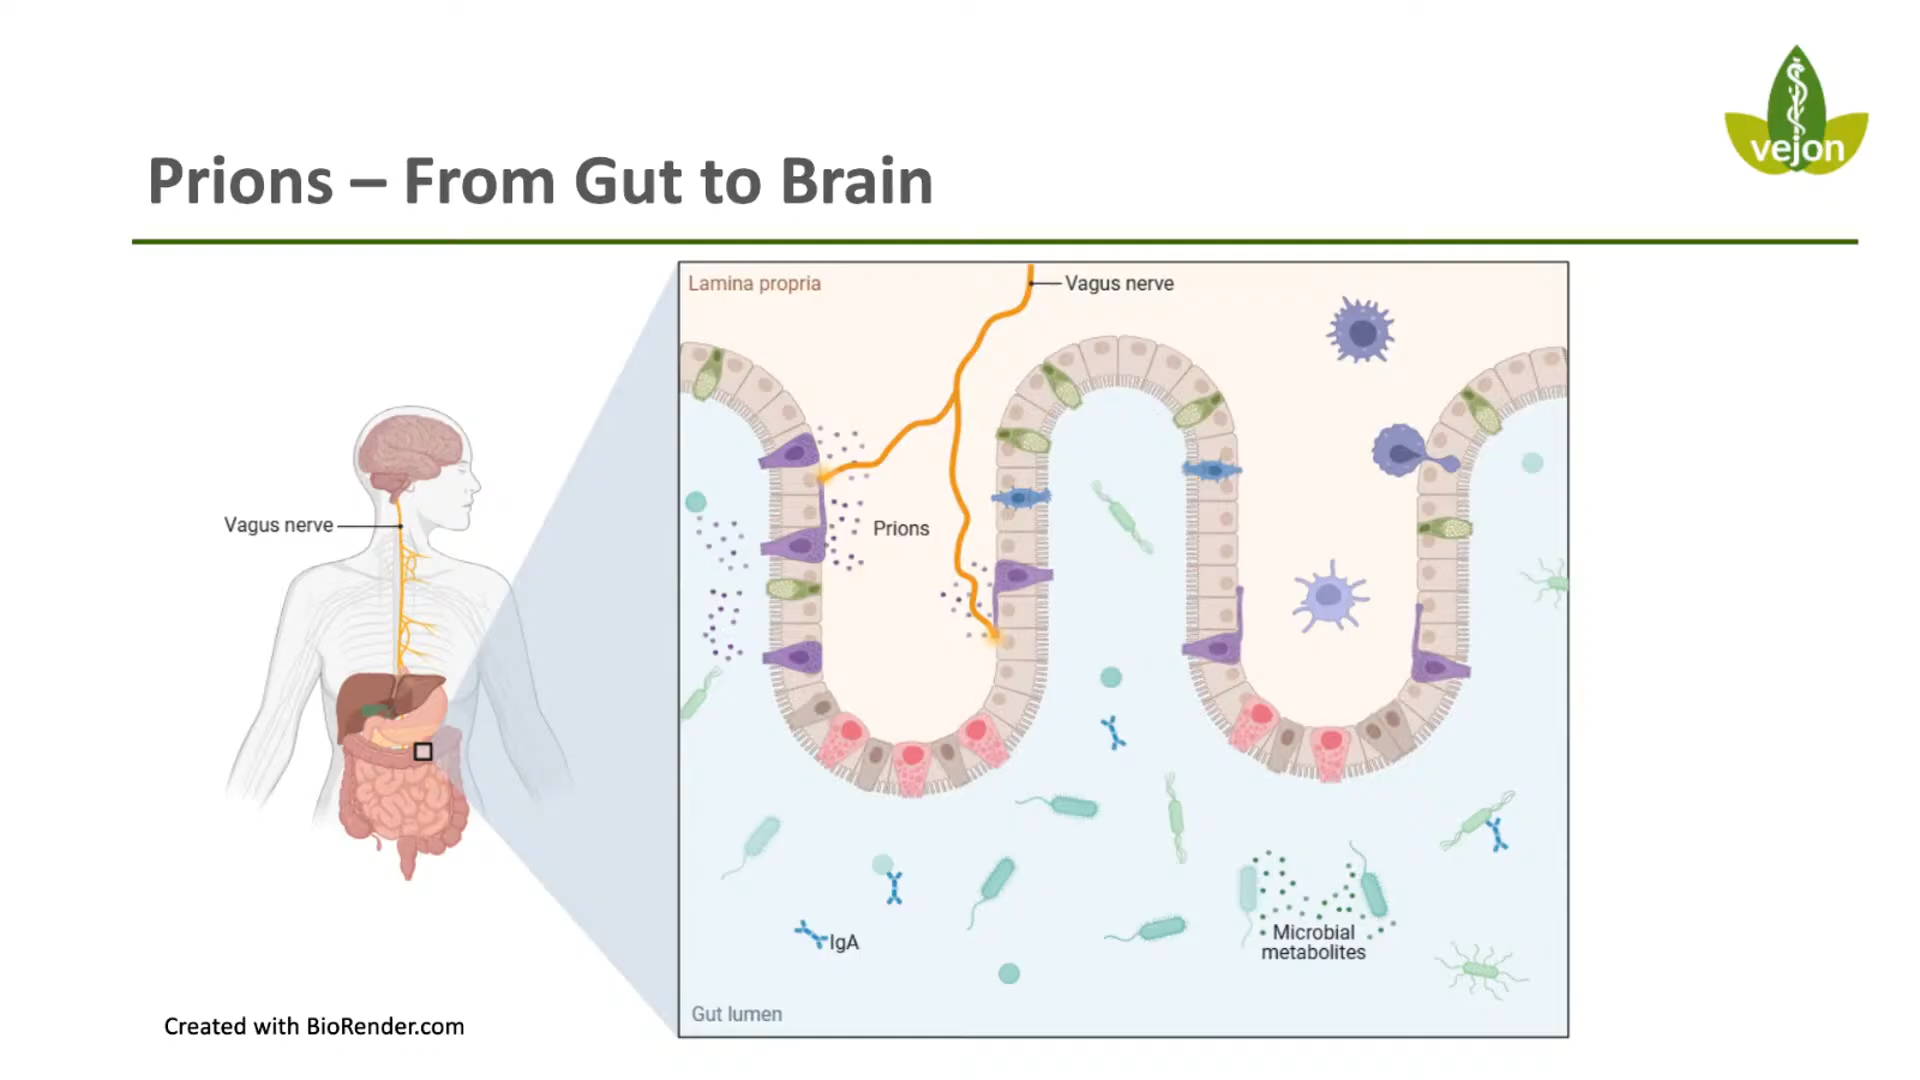 vejon
Prions – From Gut to Brain
Lamina propria
Vagus nerve
Vagus nerve
Prions
IgA
Microbial
metabolites
Gut lumen
Created with BioRender.com